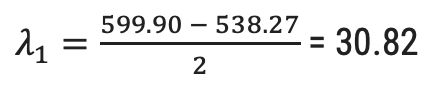 λ₁ = (599.90 − 538.27) / 2 = 30.82